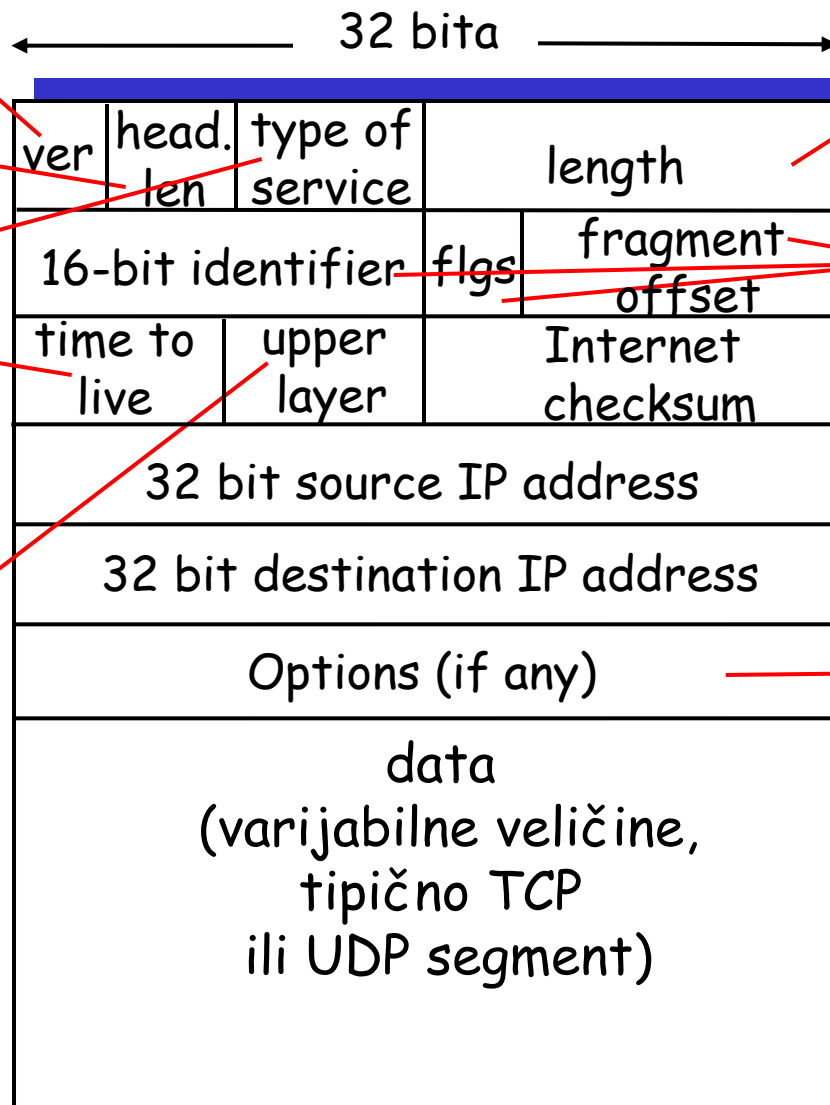 32 bita
ver
head.
len
type of
service
length
16-bit identifier
flgs
fragment
offset
time to
live
upper
layer
Internet
checksum
32 bit source IP address
32 bit destination IP address
Options (if any)
data
(varijabilne veličine,
tipično TCP
ili UDP segment)